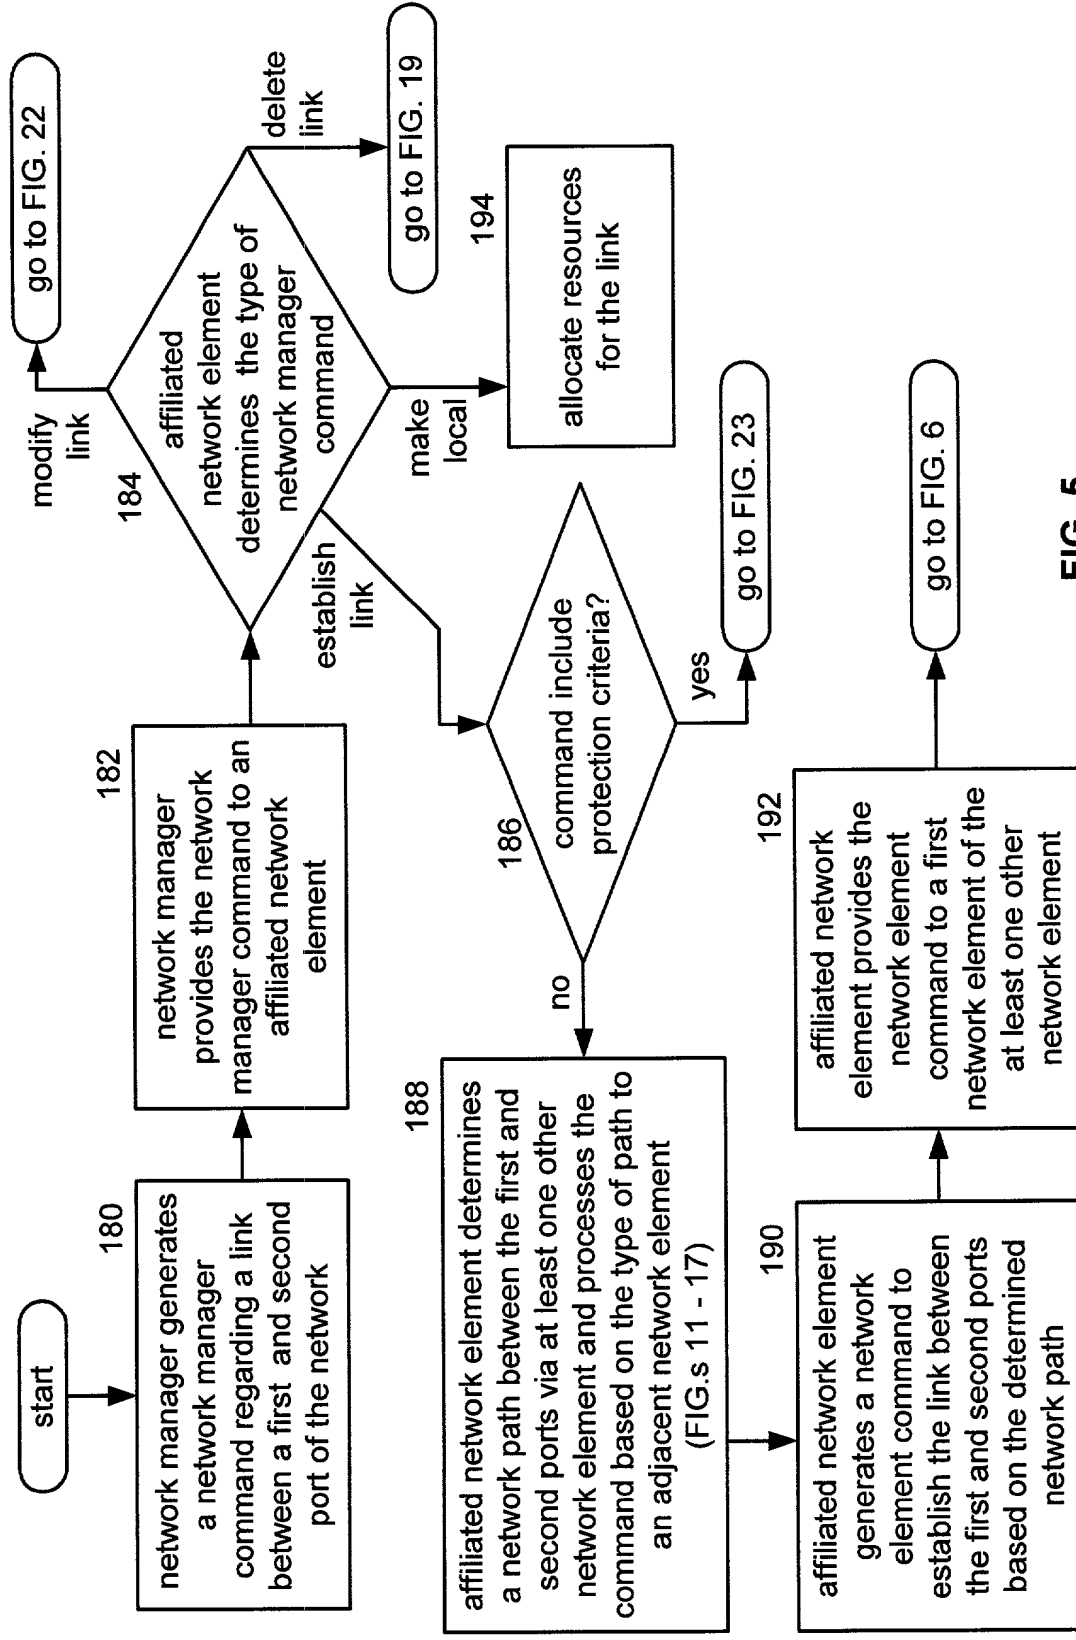 start
180
network manager generates
a network manager
command regarding a link
between a first and second
port of the network
182
network manager
provides the network
manager command to an
affiliated network
element
184
affiliated
network element
determines the type of
network manager
command
modify
link
go to FIG. 22
delete
link
go to FIG. 19
make
local
194
allocate resources
for the link
establish
link
186
command include
protection criteria?
yes
go to FIG. 23
no
188
affiliated network element determines
a network path between the first and
second ports via at least one other
network element and processes the
command based on the type of path to
an adjacent network element
(FIG.s 11 - 17)
190
affiliated network element
generates a network
element command to
establish the link between
the first and second ports
based on the determined
network path
192
affiliated network
element provides the
network element
command to a first
network element of the
at least one other
network element
go to FIG. 6
FIG. 5